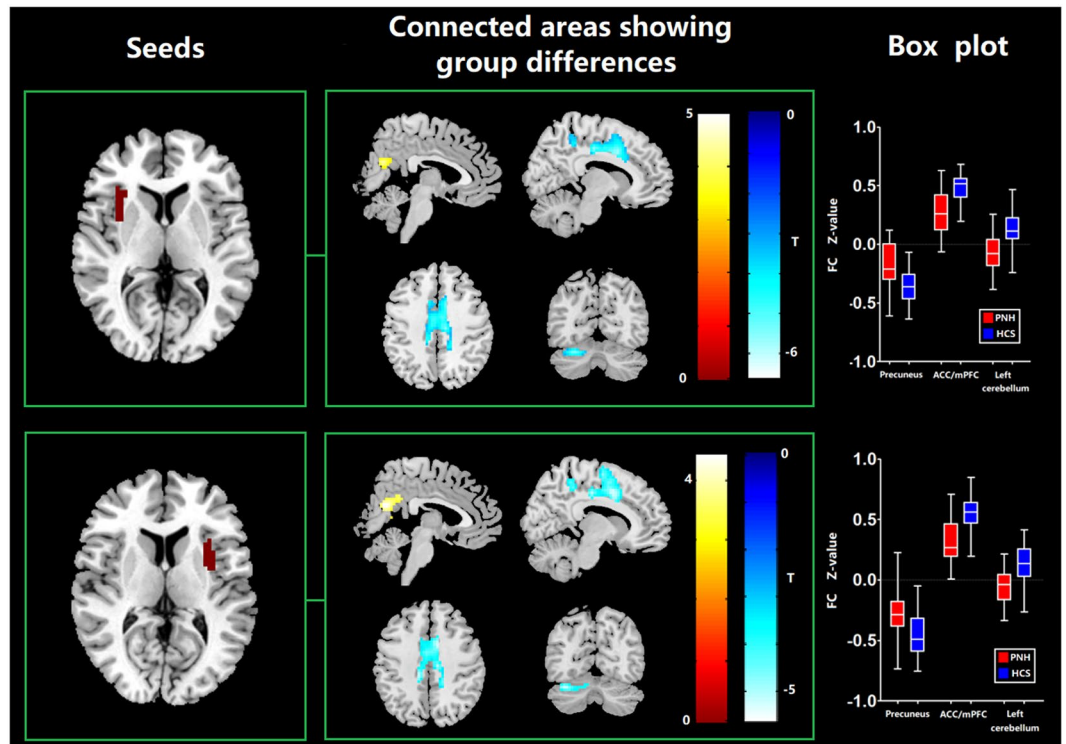 Seeds
Connected areas showing
group differences
Box plot
5
0
0
T
-6
1.0
0.5
0.0
-0.5
-1.0
FC Z-value
PNH
HCS
Precuneus
ACC/mPFC
Left
cerebellum
4
0
0
T
-5
1.0
0.5
0.0
-0.5
-1.0
FC Z-value
PNH
HCS
Precuneus
ACC/mPFC
Left
cerebellum